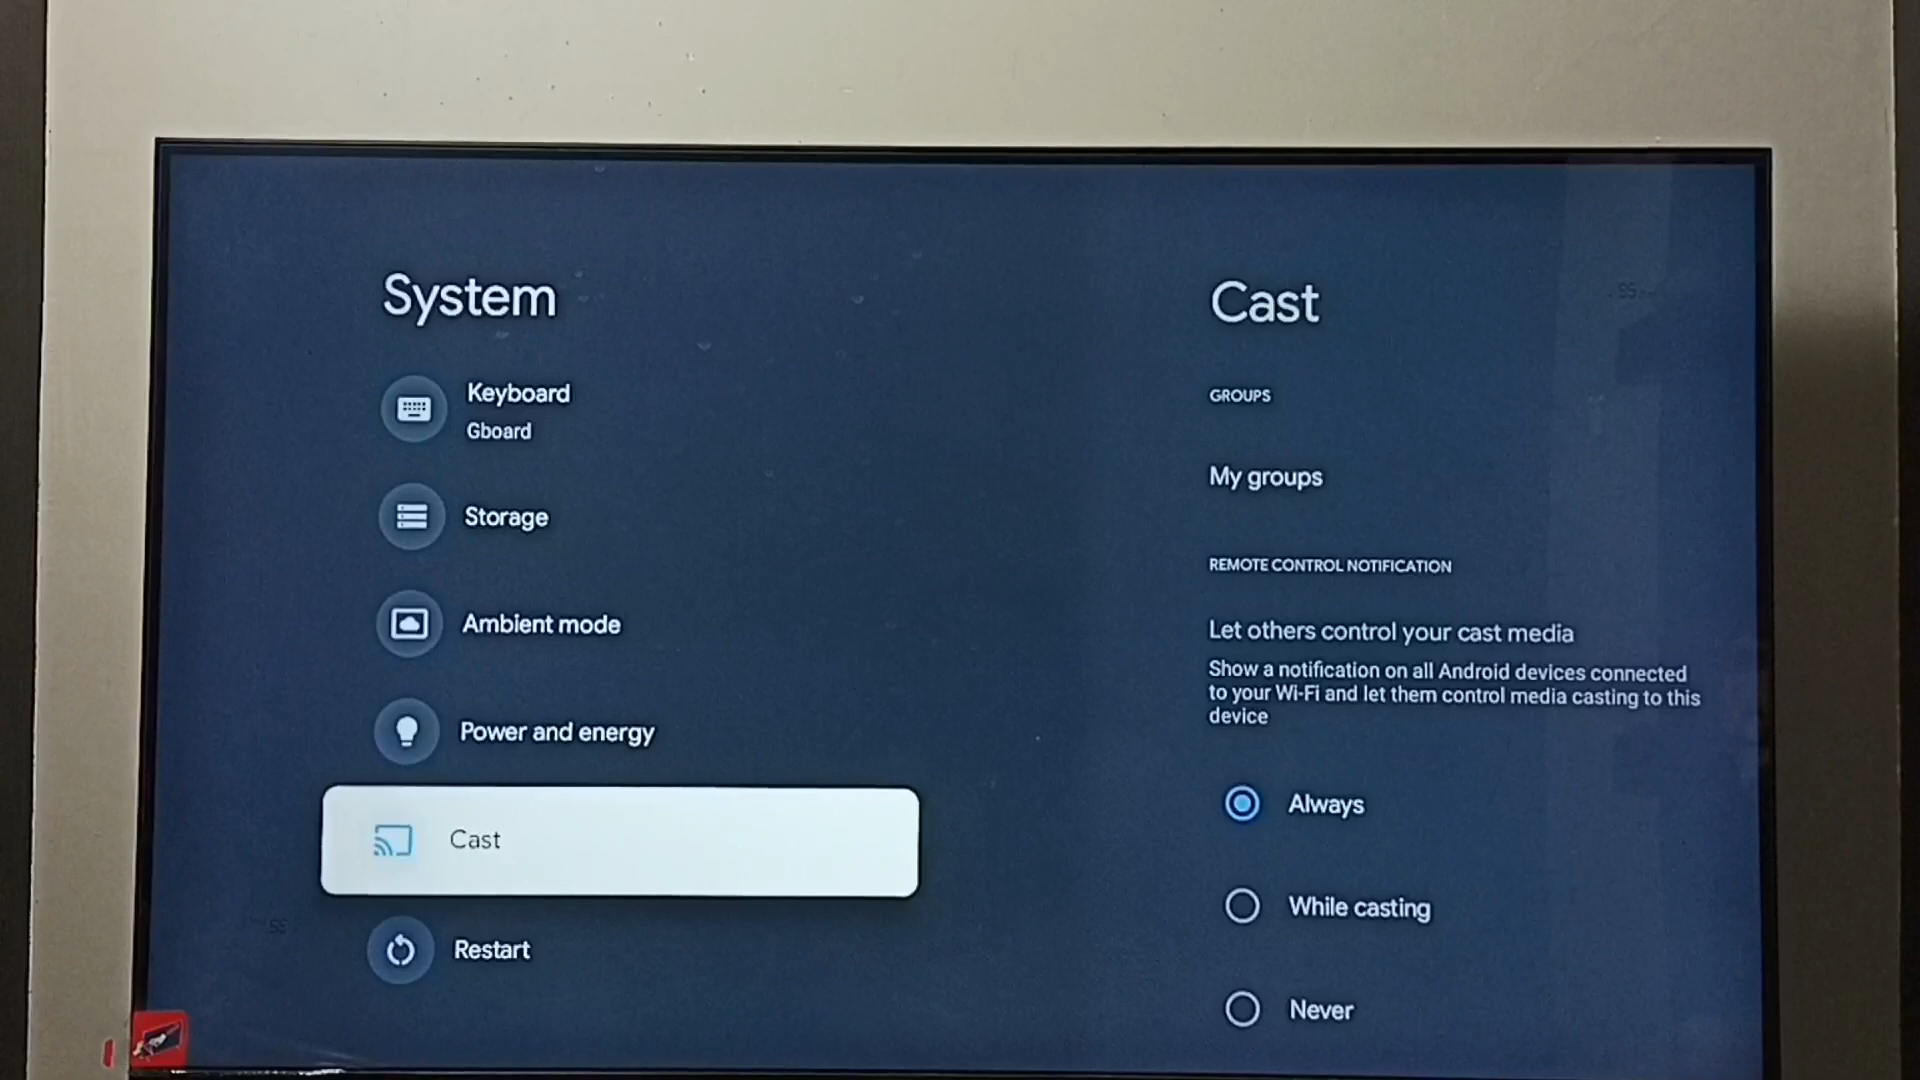 System
Keyboard
Gboard
Storage
Ambient mode
Power and energy
Cast
Restart
Cast
GROUPS
My groups
REMOTE CONTROL NOTIFICATION
Let others control your cast media
Show a notification on all Android devices connected
to your Wi-Fi and let them control media casting to this
device
Always
While casting
Never